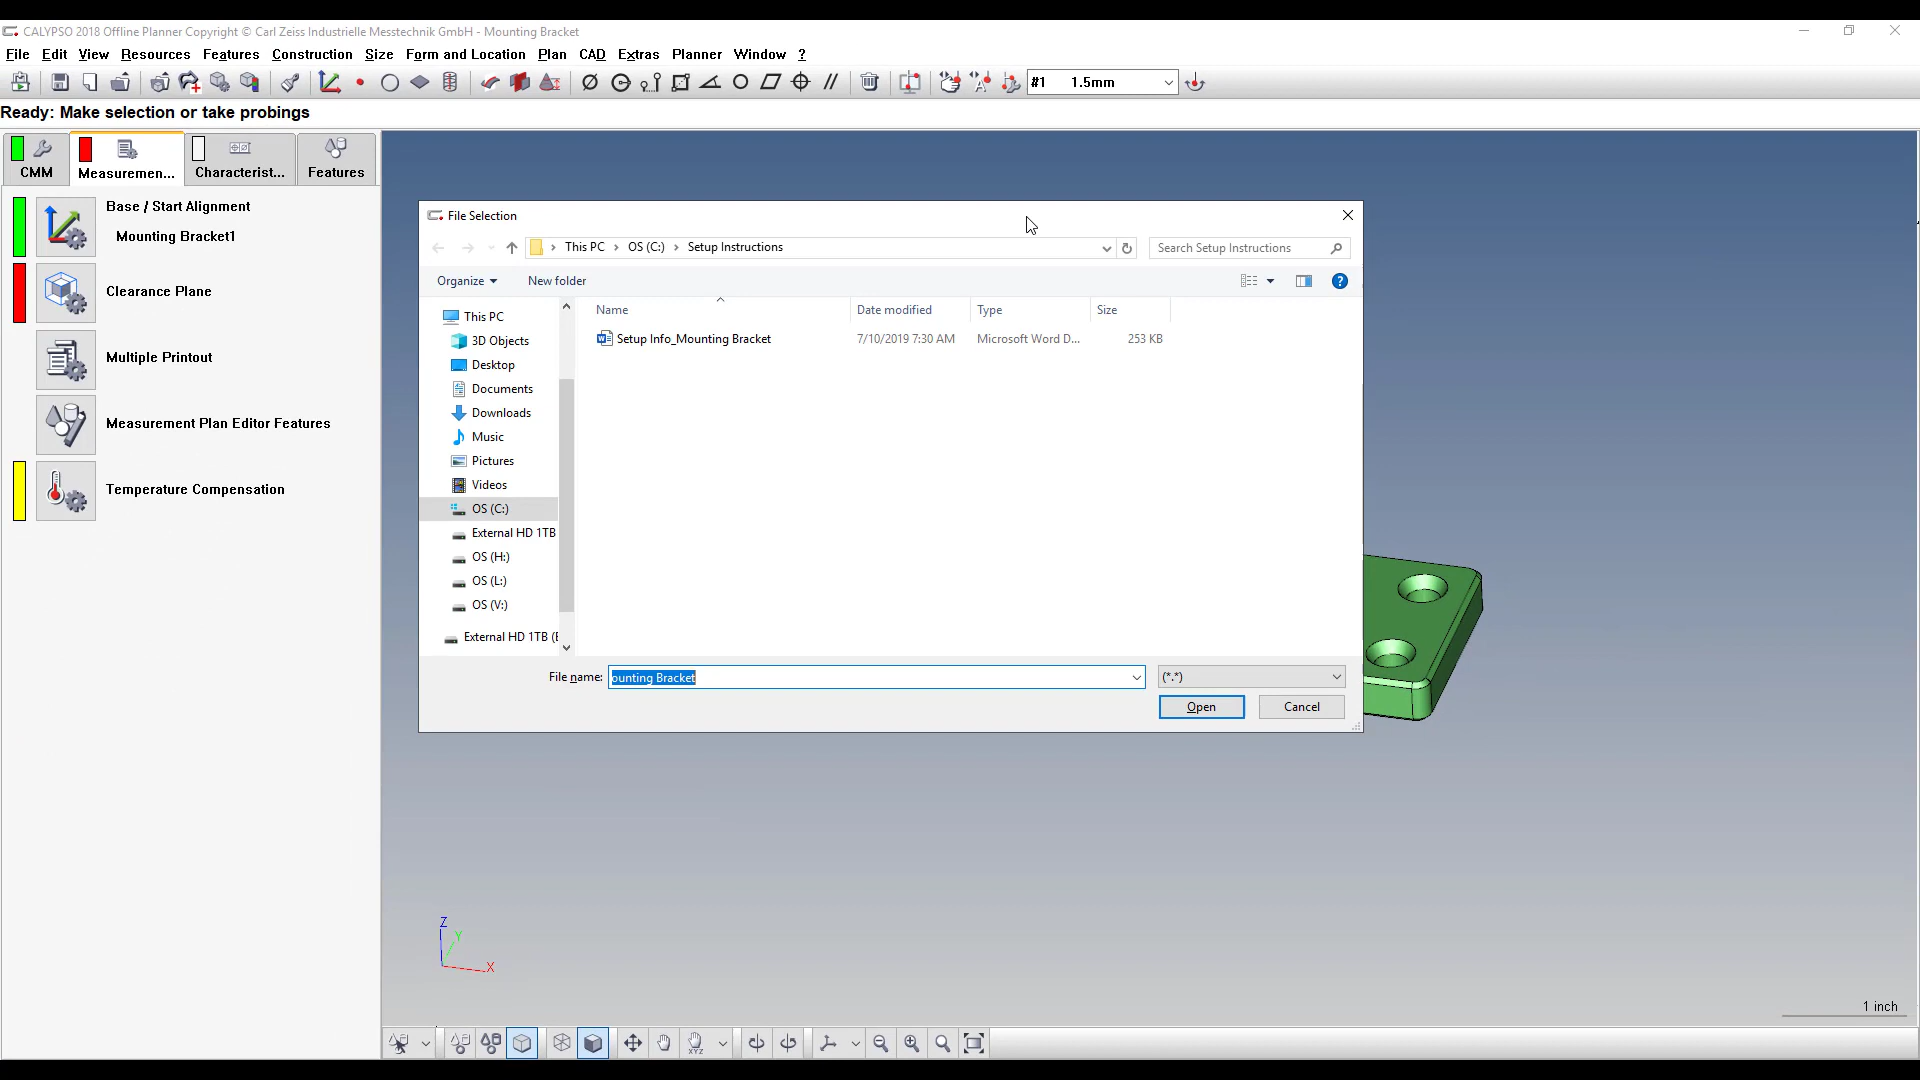 CALYPSO 2018 Offline Planner Copyright © Carl Zeiss Industrielle Messtechnik GmbH - Mounting Bracket
File Edit View Resources Features Construction Size Form and Location Plan CAD Extras Planner Window ?
#1 1.5mm
Ready: Make selection or take probings
CMM
Measuremen...
Characterist...
Features
Base / Start Alignment
Mounting Bracket1
Clearance Plane
Multiple Printout
Measurement Plan Editor Features
Temperature Compensation
File Selection
This PC > OS (C:) > Setup Instructions
Search Setup Instructions
Organize
New folder
Name Date modified Type Size
Setup Info_Mounting Bracket 7/10/2019 7:30 AM Microsoft Word D... 253 KB
This PC
3D Objects
Desktop
Documents
Downloads
Music
Pictures
Videos
OS (C:)
External HD 1TB
OS (H:)
OS (L:)
OS (V:)
External HD 1TB (E
File name: ounting Bracket
(*.*)
Open
Cancel
Z
Y
X
1 inch
XYZ